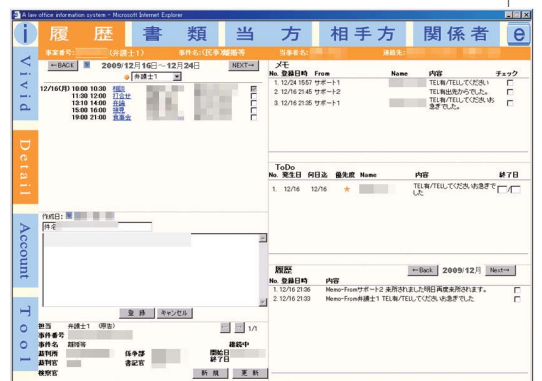 A law office information system - Microsoft Internet Explorer
i 履歴 書類 当方 相手方 関係者 e
事案番号: (弁護士1) 事件名:(民事)離婚等 当事者名: 連絡先:
Vivid
Detail
Account
Tool
←BACK 2009/12月16日～12月24日 NEXT→
弁護士1
12/16(月) 10:00 10:30 相談
11:30 12:00 打合せ
13:10 14:00 弁論
15:00 16:00 接見
19:00 21:00 食事会
メモ
No. 登録日時 From Name 内容 チェック
1. 12/24 15:57 サポート1 TEL有/TELしてください
2. 12/16 21:45 サポート2 TEL有出先からでした。
3. 12/16 21:35 サポート1 TEL有/TELしてくださいお急ぎでした。
ToDo
No. 発生日 何日迄 優先度 Name 内容 終了日
1. 12/16 12/16 ★ TEL有/TELしてくださいお急ぎでした
作成日:
件名
登録 キャンセル
履歴 ←Back 2009/12月 Next→
No. 登録日時 内容
1. 12/16 21:36 Memo-Fromサポート2 来所されました明日再度来所されます。
2. 12/16 21:33 Memo-From弁護士1 TEL有/TELしてくださいお急ぎでした
担当 弁護士1 (原告) 1/1
事件番号
事件名 離婚等 継続中
裁判所 係争部 開始日
裁判官 書記官 終了日
検察官 新規 更新